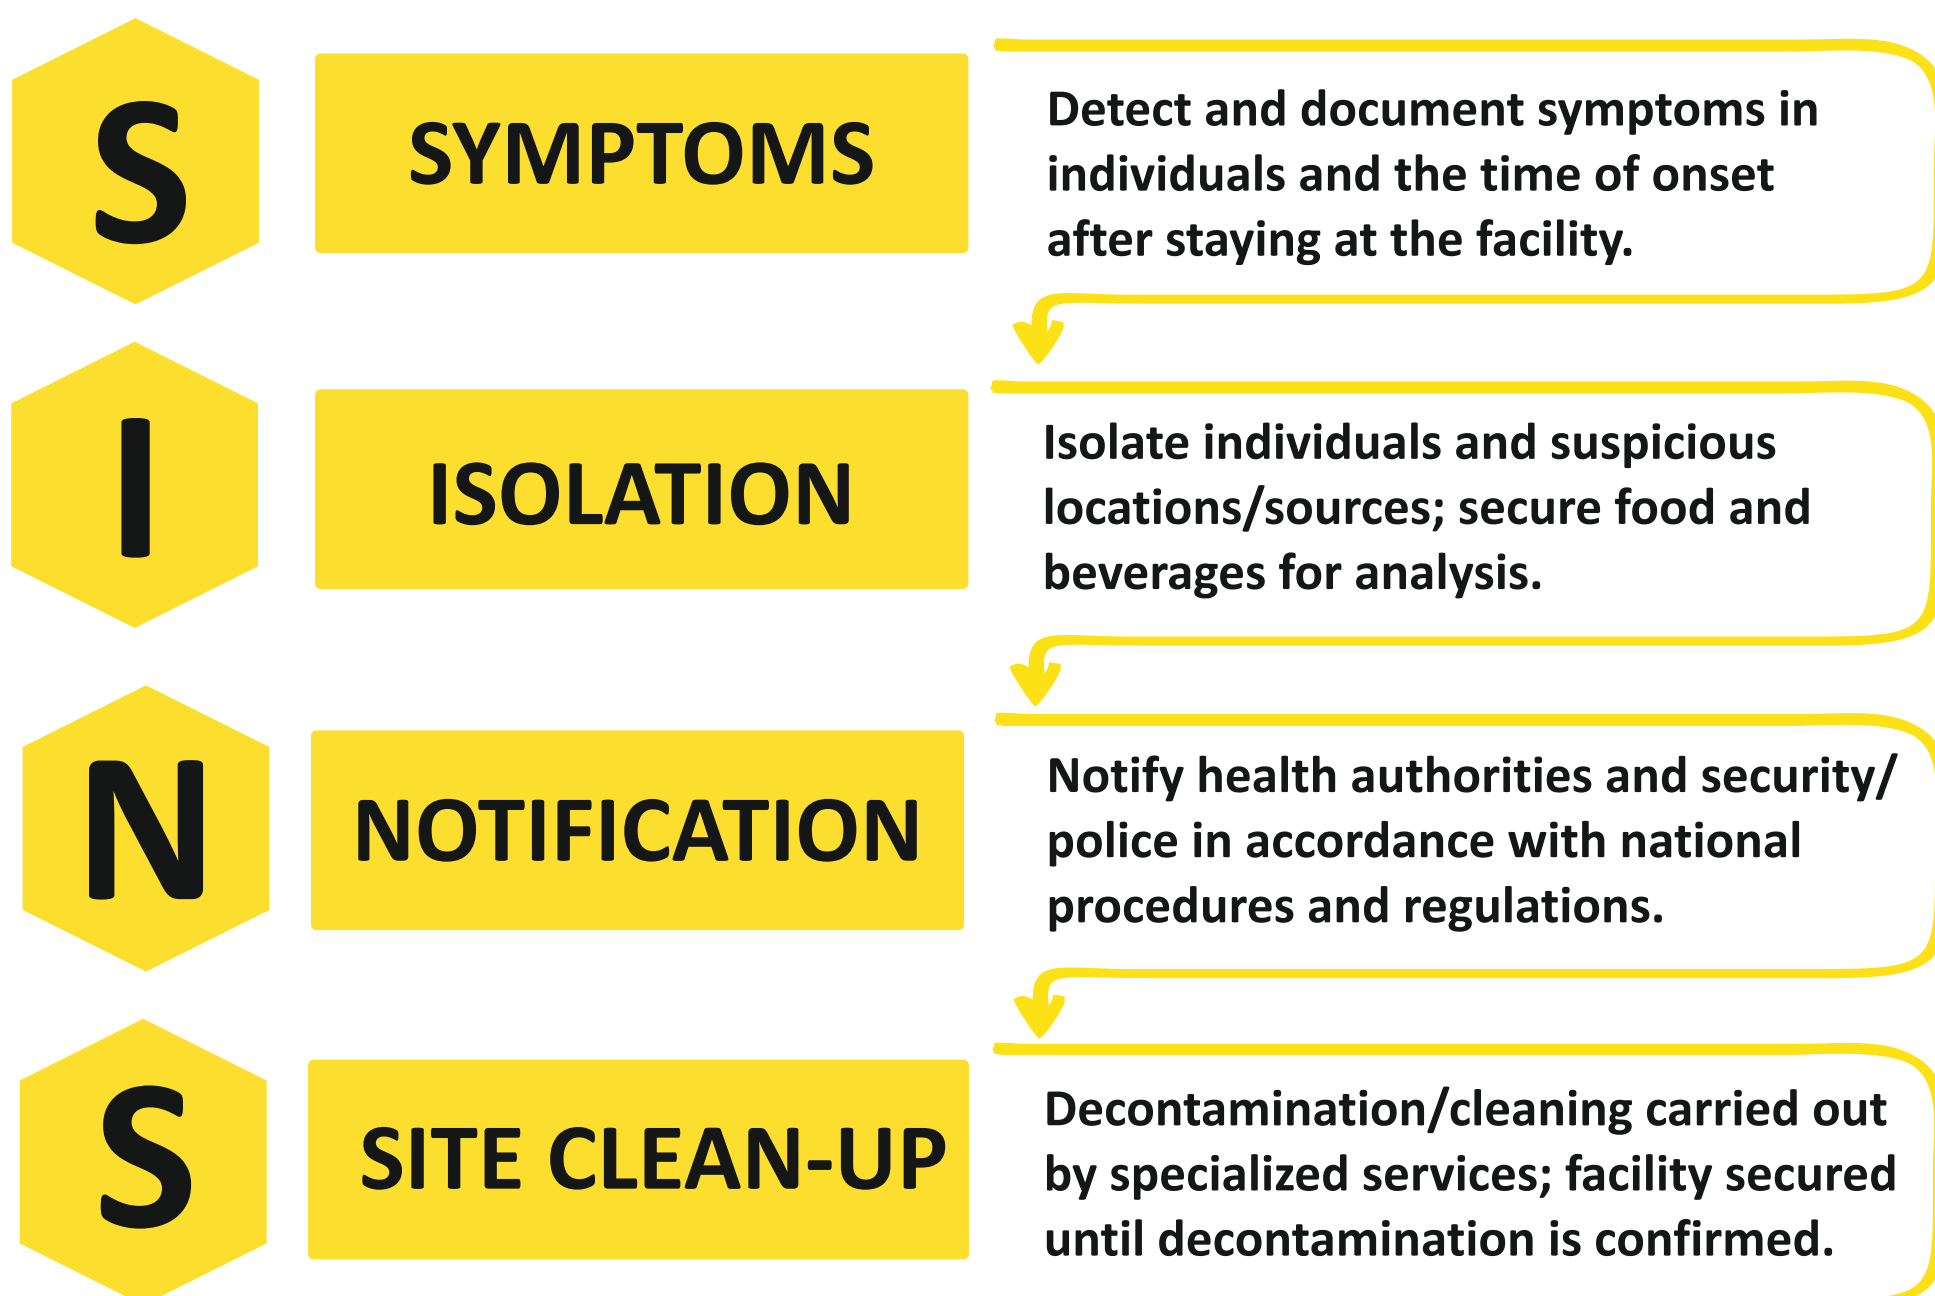 S
SYMPTOMS
Detect and document symptoms in
individuals and the time of onset
after staying at the facility.
I
ISOLATION
Isolate individuals and suspicious
locations/sources; secure food and
beverages for analysis.
N
NOTIFICATION
Notify health authorities and security/
police in accordance with national
procedures and regulations.
S
SITE CLEAN-UP
Decontamination/cleaning carried out
by specialized services; facility secured
until decontamination is confirmed.